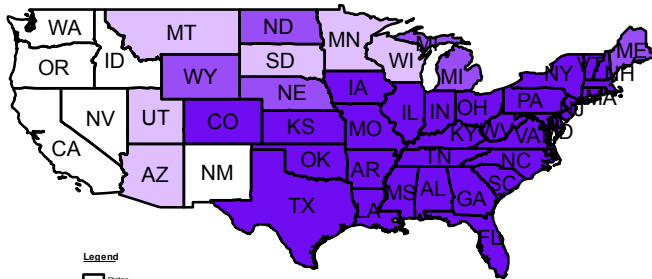 WA
MT
ND
MN
ME
OR
ID
WY
SD
WI
MI
MI
NY
VT
NH
MA
NV
UT
CO
NE
IA
IL
IN
OH
PA
NJ
CA
KS
MO
KY
WV
VA
D
AZ
NM
OK
AR
TN
NC
SC
TX
LA
MS
AL
GA
FL
Legend
States